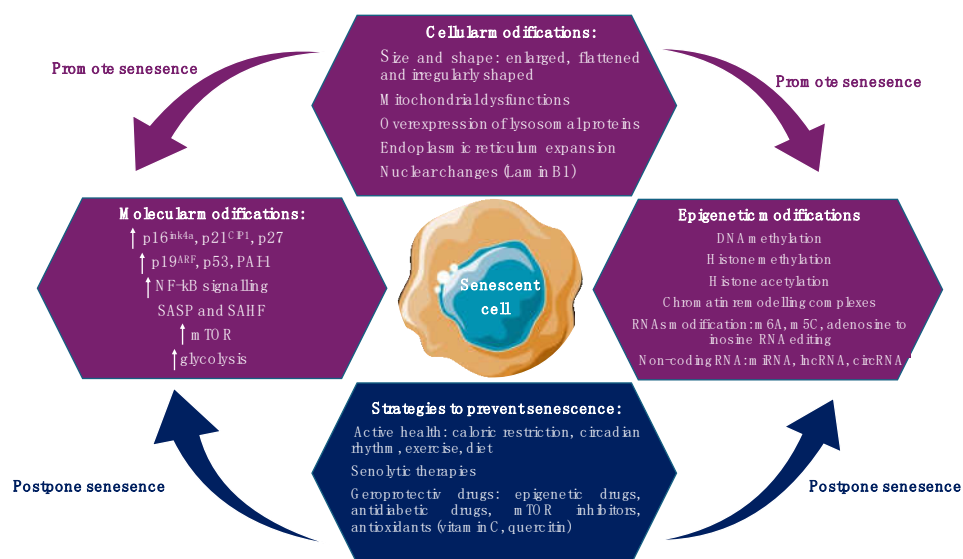 Cellular modifications:
Size and shape: enlarged, flattened
and irregularly shaped
Mitochondrial dysfunctions
Overexpression of lysosomal proteins
Endoplasmic reticulum expansion
Nuclear changes (Lamin B1)
Promote senesence
Promote senesence
Molecular modifications:
↑ p16ink4a, p21CIP1, p27
↑ p19ARF, p53, PAI-1
↑ NF-kB signalling
SASP and SAHF
↑ mTOR
↑ glycolysis
Senescent
cell
Epigenetic modifications
DNA methylation
Histone methylation
Histone acetylation
Chromatin remodelling complexes
RNAs modification: m6A, m5C, adenosine to
inosine RNA editing
Non-coding RNA: miRNA, lncRNA, circRNA
Strategies to prevent senescence:
Active health: caloric restriction, circadian
rhythm, exercise, diet
Senolytic therapies
Geroprotectiv drugs: epigenetic drugs,
antidiabetic drugs, mTOR inhibitors,
antioxidants (vitamin C, quercitin)
Postpone senesence
Postpone senesence